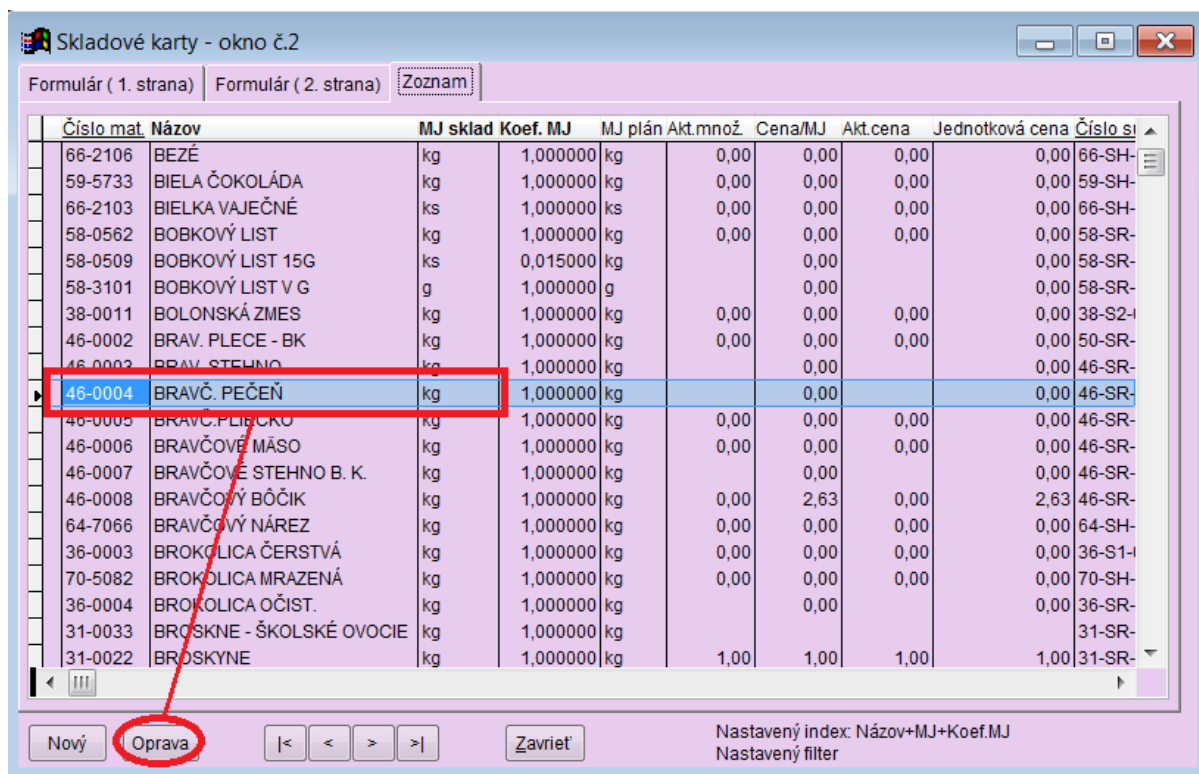 Skladové karty - okno č.2
Formulár ( 1. strana) Formulár ( 2. strana) Zoznam
Číslo mat. Názov MJ sklad Koef. MJ MJ plán Akt.množ. Cena/MJ Akt.cena Jednotková cena Číslo
66-2106 BEZÉ kg 1,000000 kg 0,00 0,00 0,00 0,00 66-SH-
59-5733 BIELA ČOKOLÁDA kg 1,000000 kg 0,00 0,00 0,00 0,00 59-SH-
66-2103 BIELKA VAJEČNÉ ks 1,000000 ks 0,00 0,00 0,00 0,00 66-SH-
58-0562 BOBKOVÝ LIST kg 1,000000 kg 0,00 0,00 0,00 0,00 58-SR-
58-0509 BOBKOVÝ LIST 15G ks 0,015000 kg 0,00 0,00 58-SR-
58-3101 BOBKOVÝ LIST V G g 1,000000 g 0,00 0,00 58-SR-
38-0011 BOLONSKÁ ZMES kg 1,000000 kg 0,00 0,00 0,00 0,00 38-S2-
46-0002 BRAV. PLECE - BK kg 1,000000 kg 0,00 0,00 0,00 0,00 50-SR-
46-0003 BRAV. STEHNO kg 1,000000 kg 0,00 0,00 46-SR-
46-0004 BRAVČ. PEČEŇ kg 1,000000 kg 0,00 0,00 46-SR-
46-0005 BRAVČ.PLIECKO kg 1,000000 kg 0,00 0,00 0,00 0,00 46-SR-
46-0006 BRAVČOVÉ MÄSO kg 1,000000 kg 0,00 0,00 0,00 0,00 46-SR-
46-0007 BRAVČOVÉ STEHNO B. K. kg 1,000000 kg 0,00 0,00 46-SR-
46-0008 BRAVČOVÝ BÔČIK kg 1,000000 kg 0,00 2,63 0,00 2,63 46-SR-
64-7066 BRAVČOVÝ NÁREZ kg 1,000000 kg 0,00 0,00 0,00 0,00 64-SH-
36-0003 BROKOLICA ČERSTVÁ kg 1,000000 kg 0,00 0,00 0,00 0,00 36-S1-
70-5082 BROKOLICA MRAZENÁ kg 1,000000 kg 0,00 0,00 0,00 0,00 70-SH-
36-0004 BROKOLICA OČIST. kg 1,000000 kg 0,00 0,00 36-SR-
31-0033 BROSKNE - ŠKOLSKÉ OVOCIE kg 1,000000 kg 31-SR-
31-0022 BROSKYNE kg 1,000000 kg 1,00 1,00 1,00 1,00 31-SR-
Nový Oprava |< < > >| Zavrieť Nastavený index: Názov+MJ+Koef.MJ
Nastavený filter